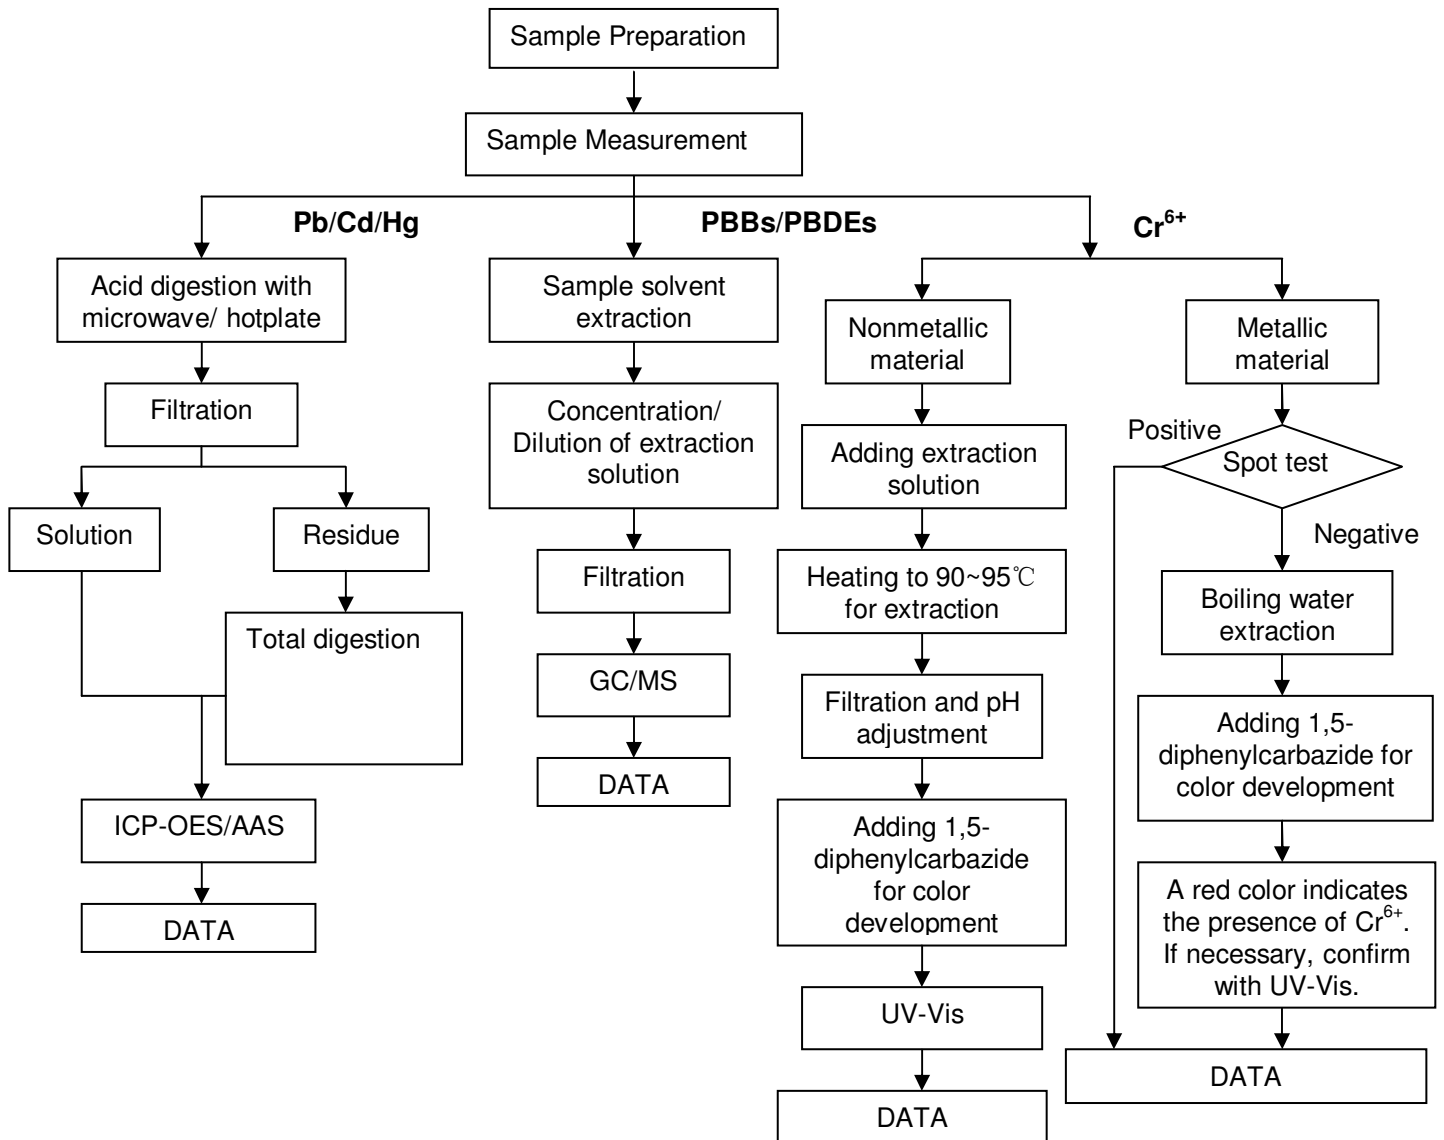 Sample Preparation
Sample Measurement
Pb/Cd/Hg
PBBs/PBDEs
Cr⁶⁺
Acid digestion with
microwave/ hotplate
Filtration
Solution
Residue
Total digestion
ICP-OES/AAS
DATA
Sample solvent
extraction
Concentration/
Dilution of extraction
solution
Filtration
GC/MS
DATA
Nonmetallic
material
Adding extraction
solution
Heating to 90~95℃
for extraction
Filtration and pH
adjustment
Adding 1,5-
diphenylcarbazide
for color
development
UV-Vis
DATA
Metallic
material
Positive
Spot test
Negative
Boiling water
extraction
Adding 1,5-
diphenylcarbazide for
color development
A red color indicates
the presence of Cr⁶⁺.
If necessary, confirm
with UV-Vis.
DATA